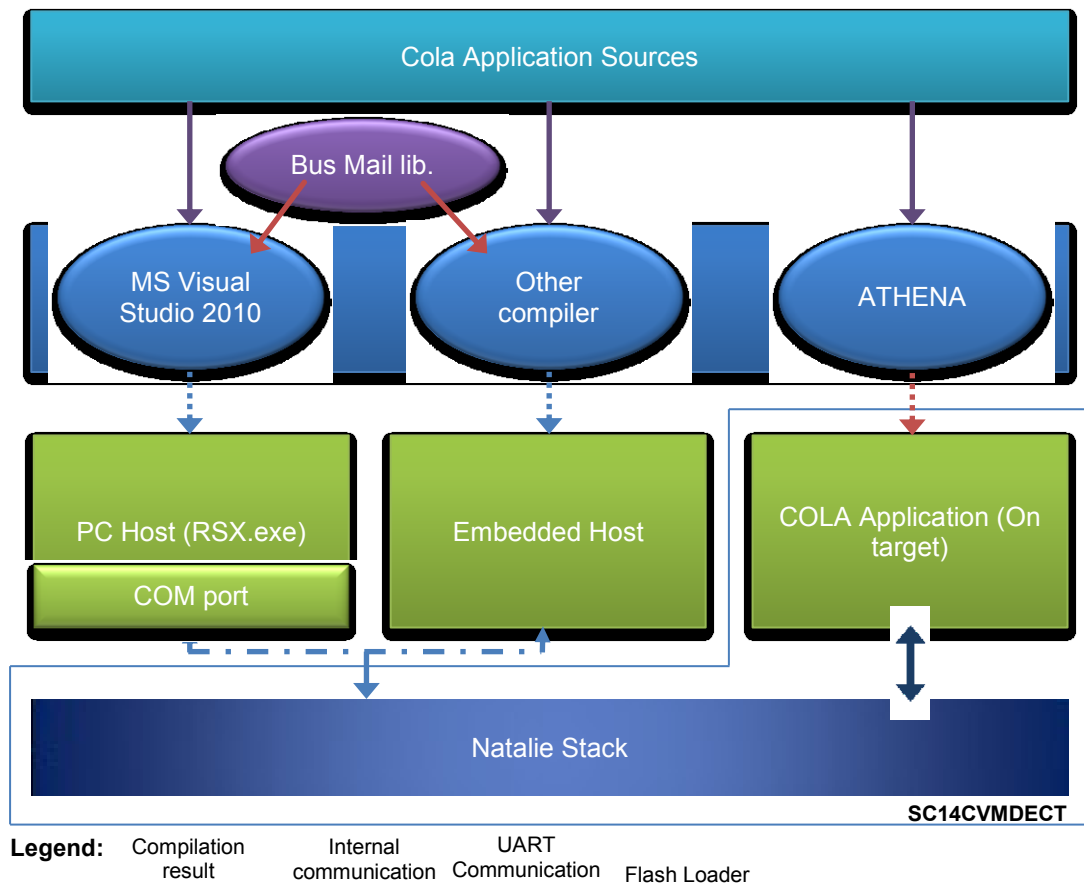 Cola Application Sources
Bus Mail lib.
MS Visual
Studio 2010
Other
compiler
ATHENA
PC Host (RSX.exe)
COM port
Embedded Host
COLA Application (On
target)
Natalie Stack
SC14CVMDECT
Legend:
Compilation
result
Internal
communication
UART
Communication
Flash Loader